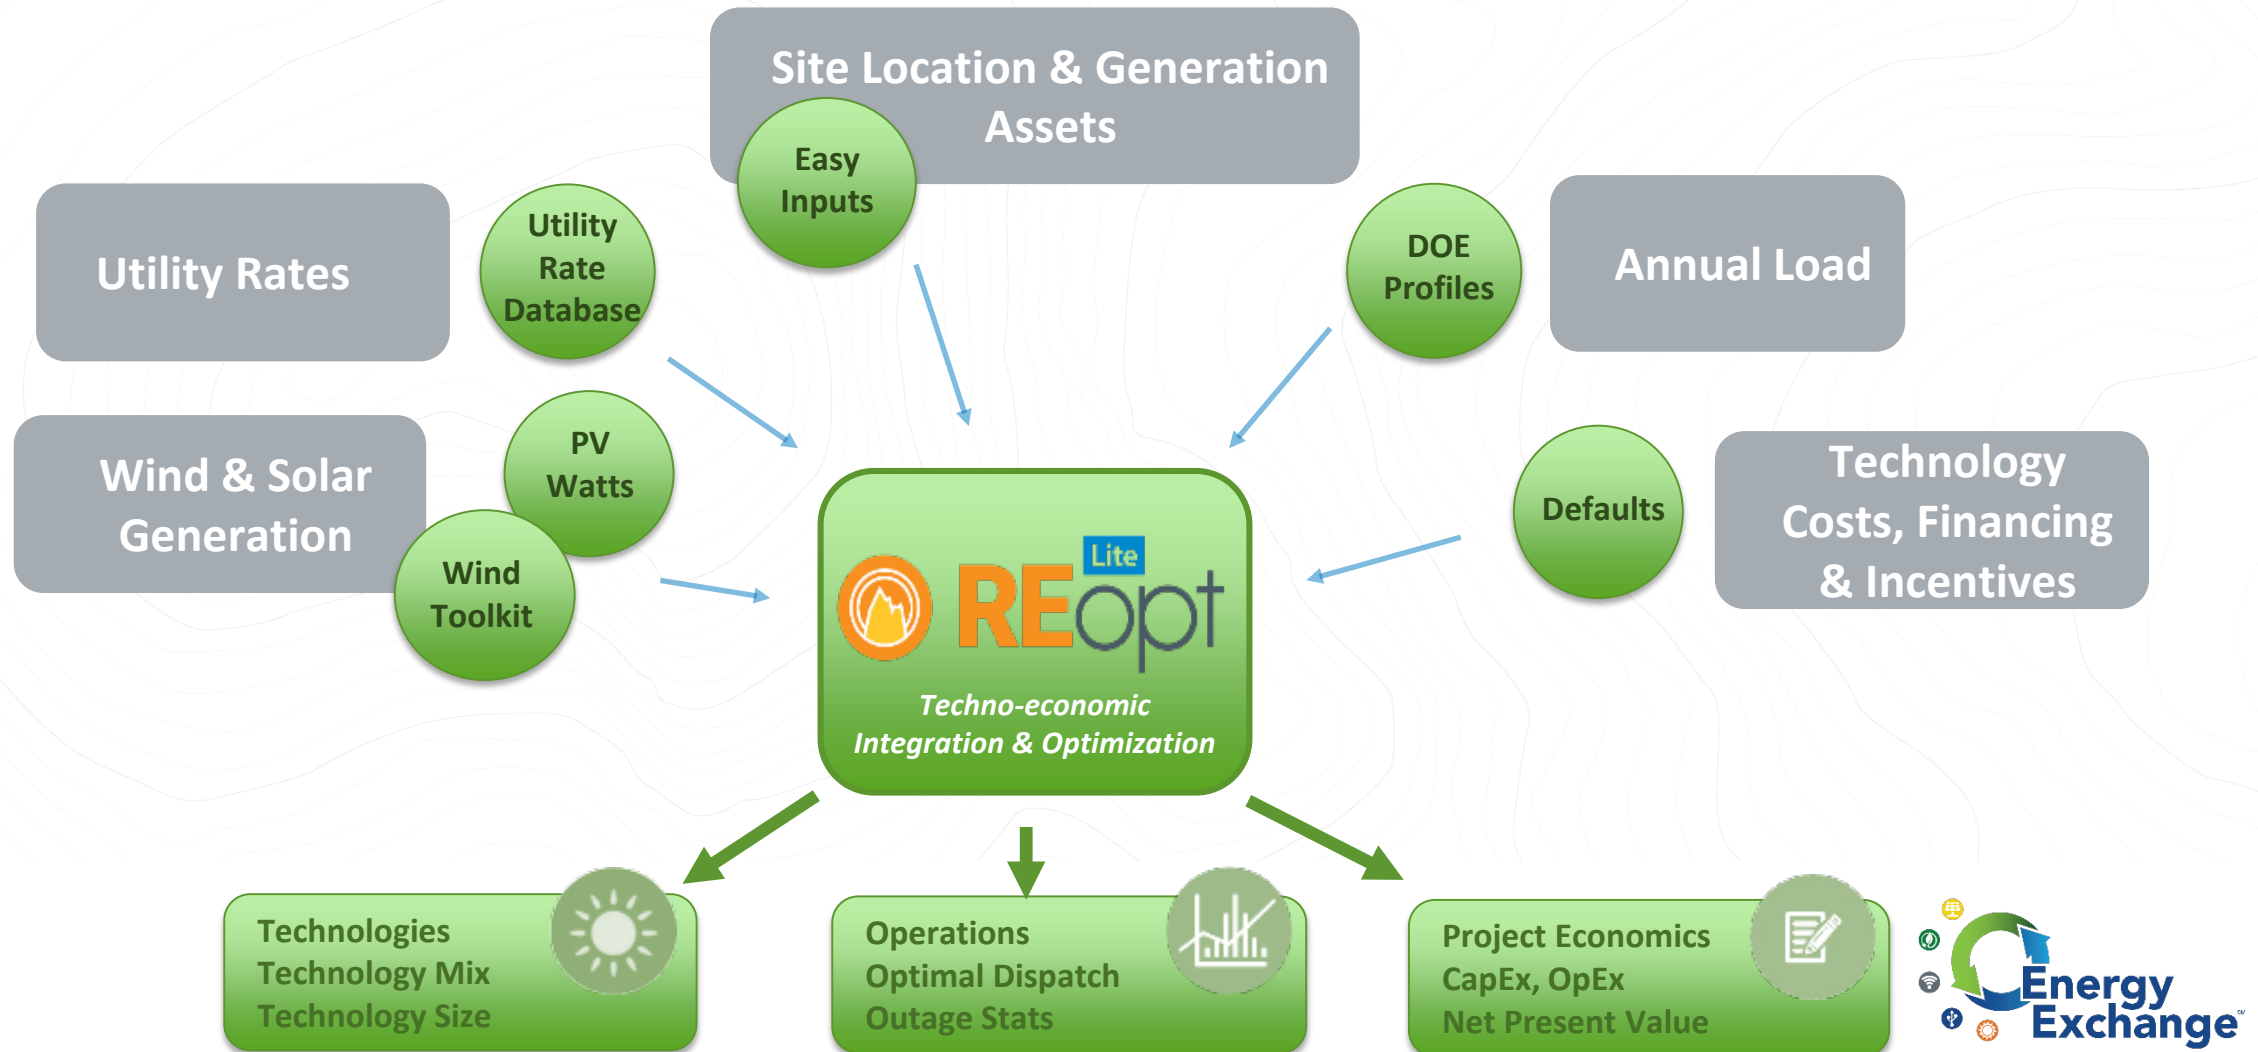 Site Location & Generation
Assets
Easy
Inputs
Utility Rates
Utility
Rate
Database
DOE
Profiles
Annual Load
Wind & Solar
Generation
PV
Watts
Wind
Toolkit
Defaults
Technology
Costs, Financing
& Incentives
Lite
REopt
Techno-economic
Integration & Optimization
Technologies
Technology Mix
Technology Size
Operations
Optimal Dispatch
Outage Stats
Project Economics
CapEx, OpEx
Net Present Value
Energy
Exchange℠